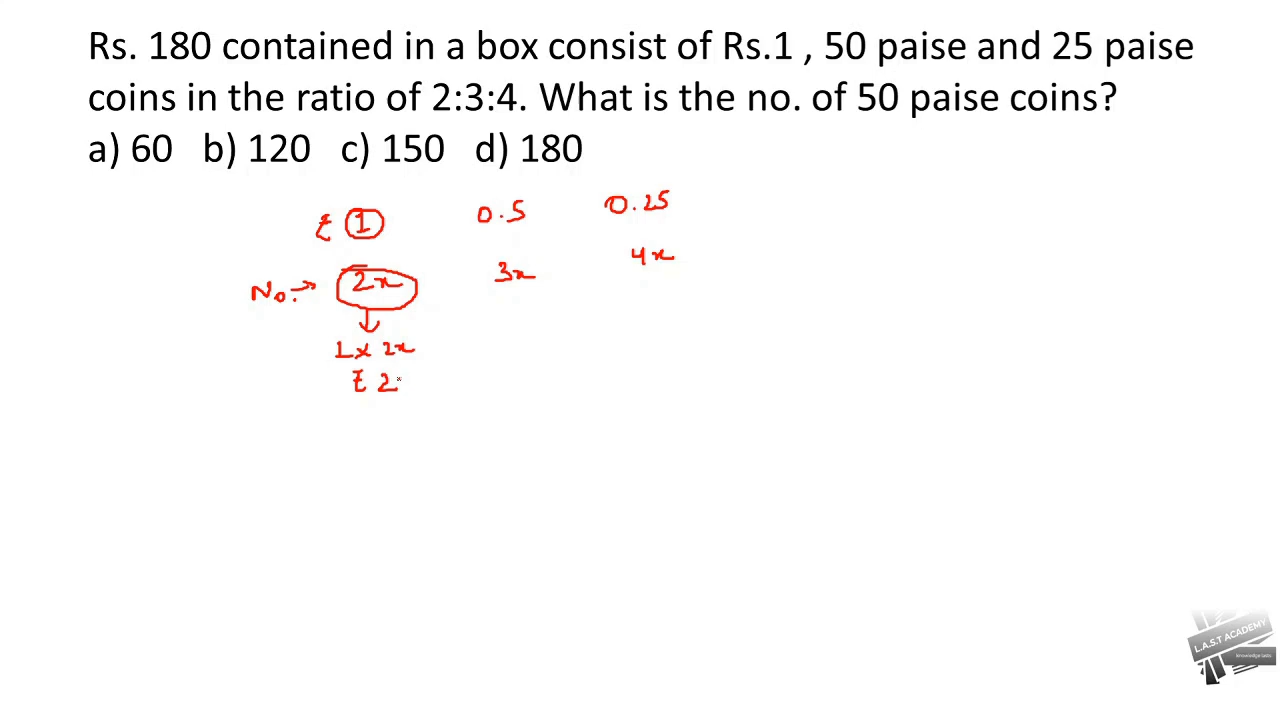 Rs. 180 contained in a box consist of Rs.1 , 50 paise and 25 paise
coins in the ratio of 2:3:4. What is the no. of 50 paise coins?
a) 60 b) 120 c) 150 d) 180
₹ 1 0.5 0.25
No. → 2x 3x 4x
1 x 2x
₹ 2
L.A.S.T ACADEMY